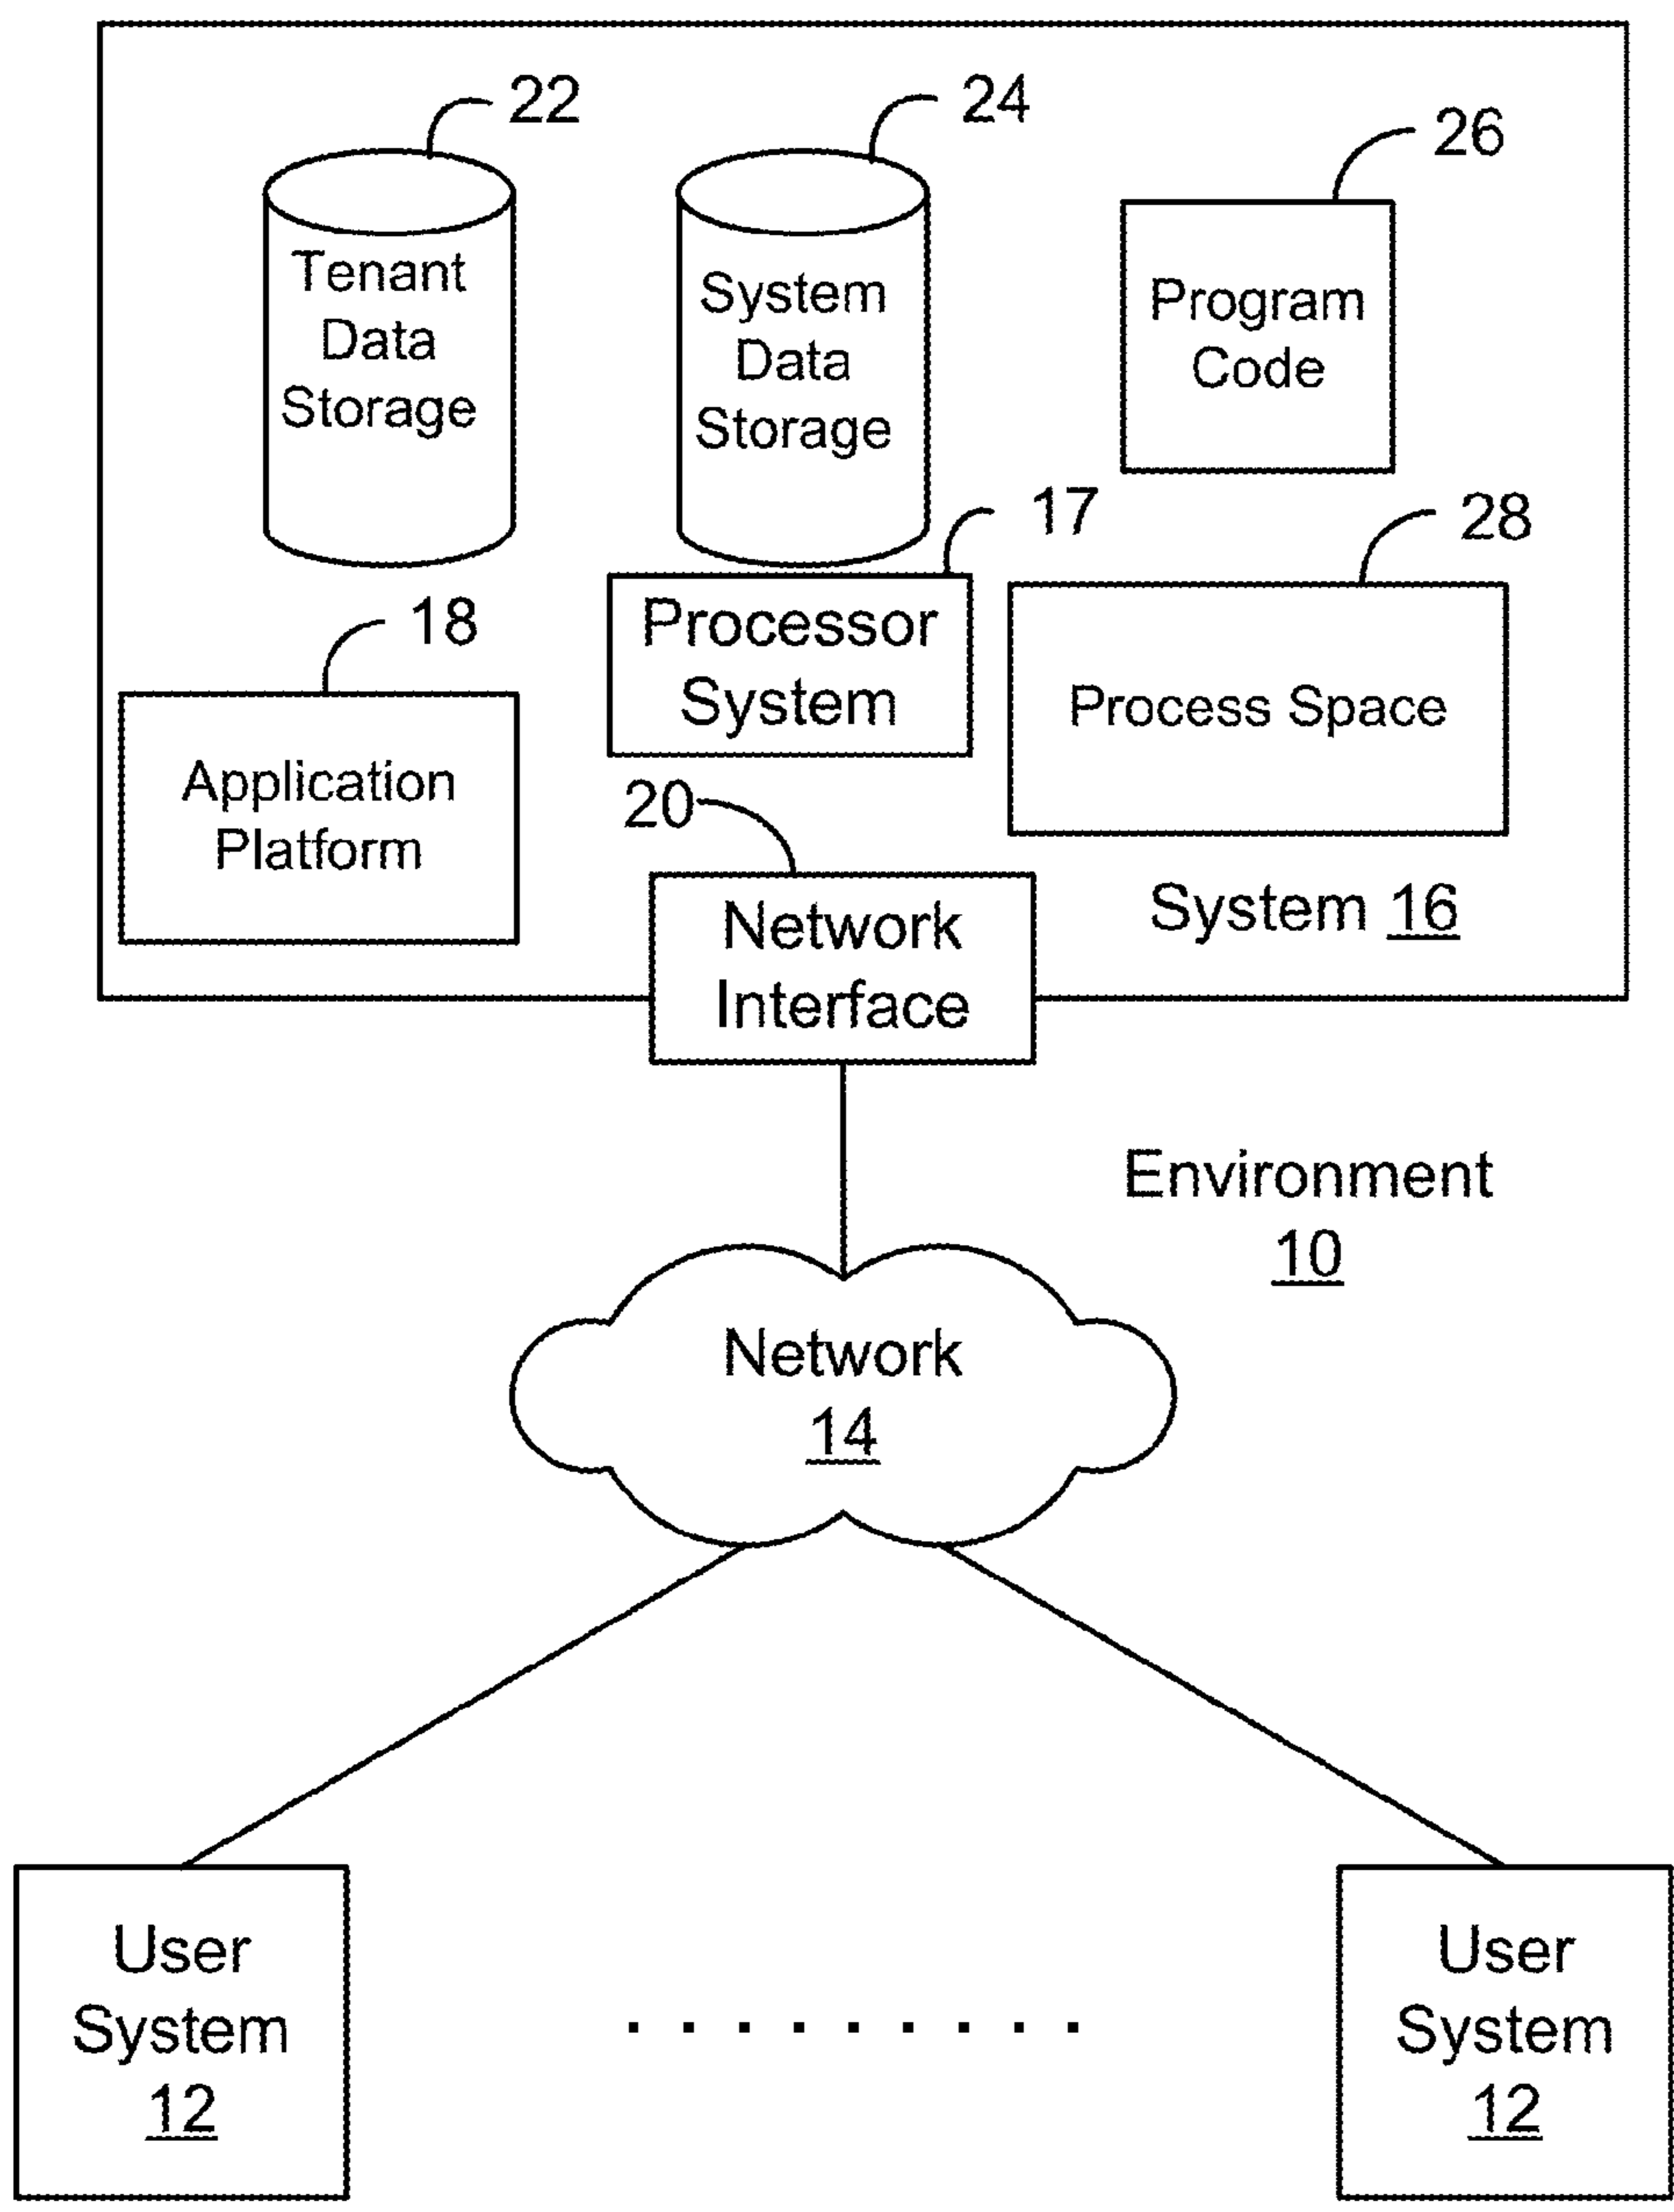 22
24
26
Tenant
Data
Storage
System
Data
Storage
Program
Code
17
28
18
Processor
System
Process Space
Application
Platform
20
System 16
Network
Interface
Environment
10
Network
14
User
System
12
User
System
12